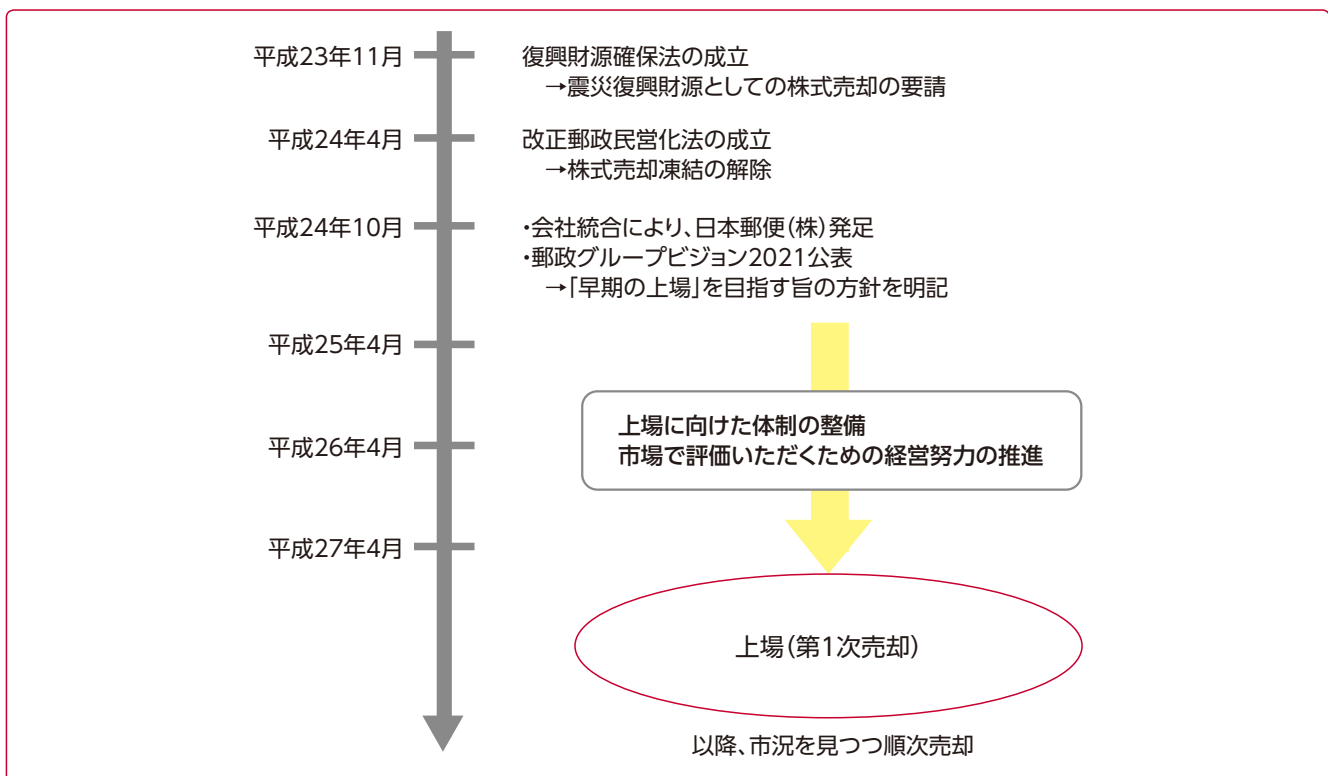 平成23年11月
復興財源確保法の成立
→震災復興財源としての株式売却の要請
平成24年4月
改正郵政民営化法の成立
→株式売却凍結の解除
平成24年10月
・会社統合により、日本郵便(株)発足
・郵政グループビジョン2021公表
→「早期の上場」を目指す旨の方針を明記
平成25年4月
上場に向けた体制の整備
市場で評価いただくための経営努力の推進
平成26年4月
平成27年4月
上場(第1次売却)
以降、市況を見つつ順次売却